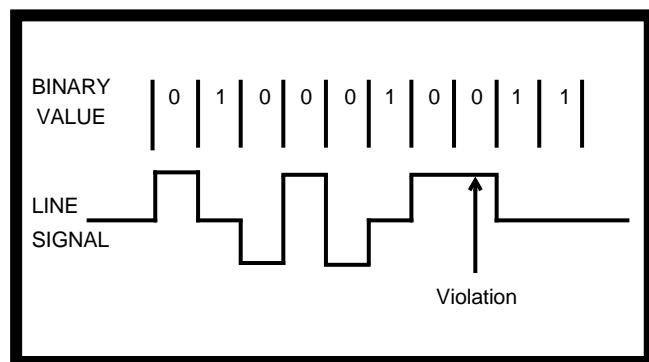 BINARY
VALUE
0 1 0 0 0 1 0 0 1 1
LINE
SIGNAL
Violation